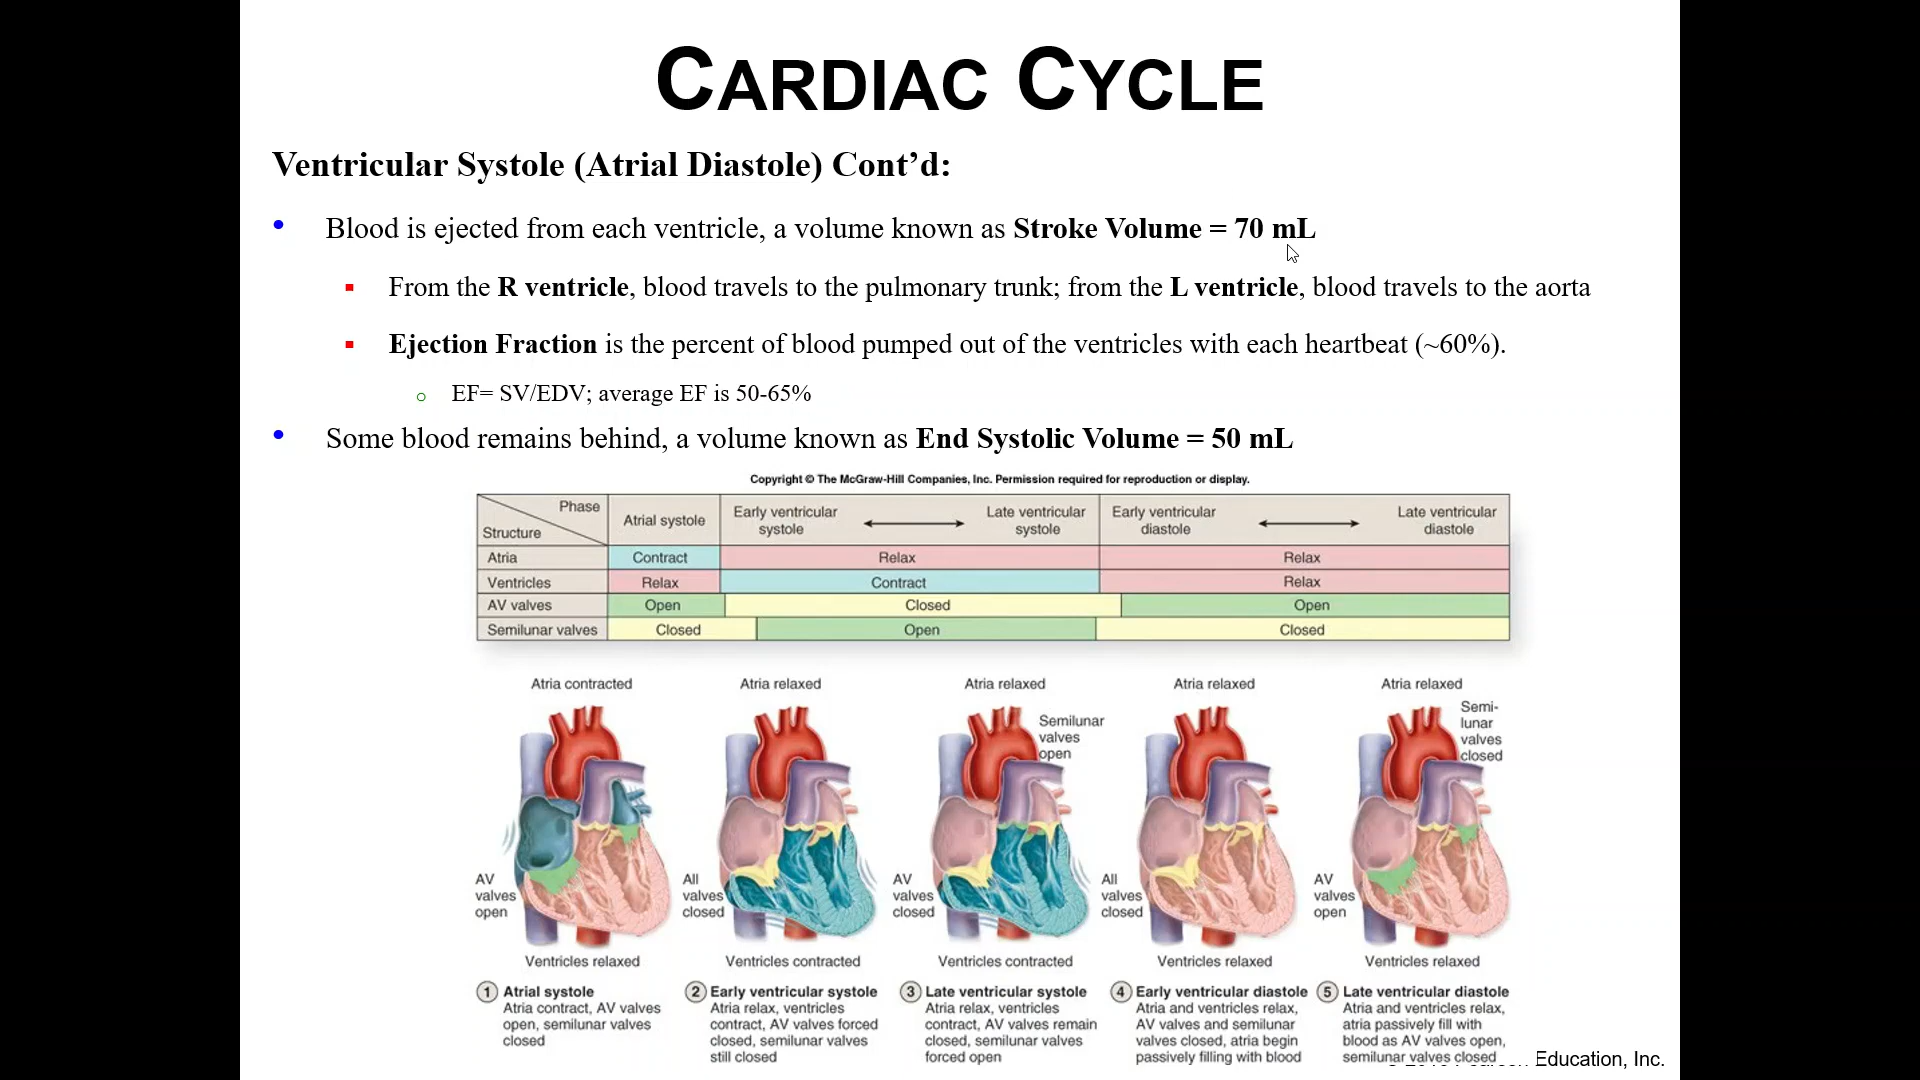 CARDIAC CYCLE
Ventricular Systole (Atrial Diastole) Cont’d:
• Blood is ejected from each ventricle, a volume known as Stroke Volume = 70 mL
▪ From the R ventricle, blood travels to the pulmonary trunk; from the L ventricle, blood travels to the aorta
▪ Ejection Fraction is the percent of blood pumped out of the ventricles with each heartbeat (~60%).
o EF= SV/EDV; average EF is 50-65%
• Some blood remains behind, a volume known as End Systolic Volume = 50 mL
Copyright © The McGraw-Hill Companies, Inc. Permission required for reproduction or display.
Phase
Structure
Atrial systole
Early ventricular
systole
Late ventricular
systole
Early ventricular
diastole
Late ventricular
diastole
Atria Contract Relax Relax
Ventricles Relax Contract Relax
AV valves Open Closed Open
Semilunar valves Closed Open Closed
Atria contracted
AV
valves
open
Ventricles relaxed
Atria relaxed
All
valves
closed
Ventricles contracted
Atria relaxed
Semilunar
valves
open
AV
valves
closed
Ventricles contracted
Atria relaxed
All
valves
closed
Ventricles relaxed
Atria relaxed
Semi-
lunar
valves
closed
AV
valves
open
Ventricles relaxed
1 Atrial systole
Atrial contract, AV valves
open, semilunar valves
closed
2 Early ventricular systole
Atria relax, ventricles
contract, AV valves forced
closed, semilunar valves
still closed
3 Late ventricular systole
Atria relax, ventricles
contract, AV valves remain
closed, semilunar valves
forced open
4 Early ventricular diastole
Atria and ventricles relax,
AV valves and semilunar
valves closed, atria begin
passively filling with blood
5 Late ventricular diastole
Atria and ventricles relax,
atria passively fill with
blood as AV valves open,
semilunar valves closed
Education, Inc.